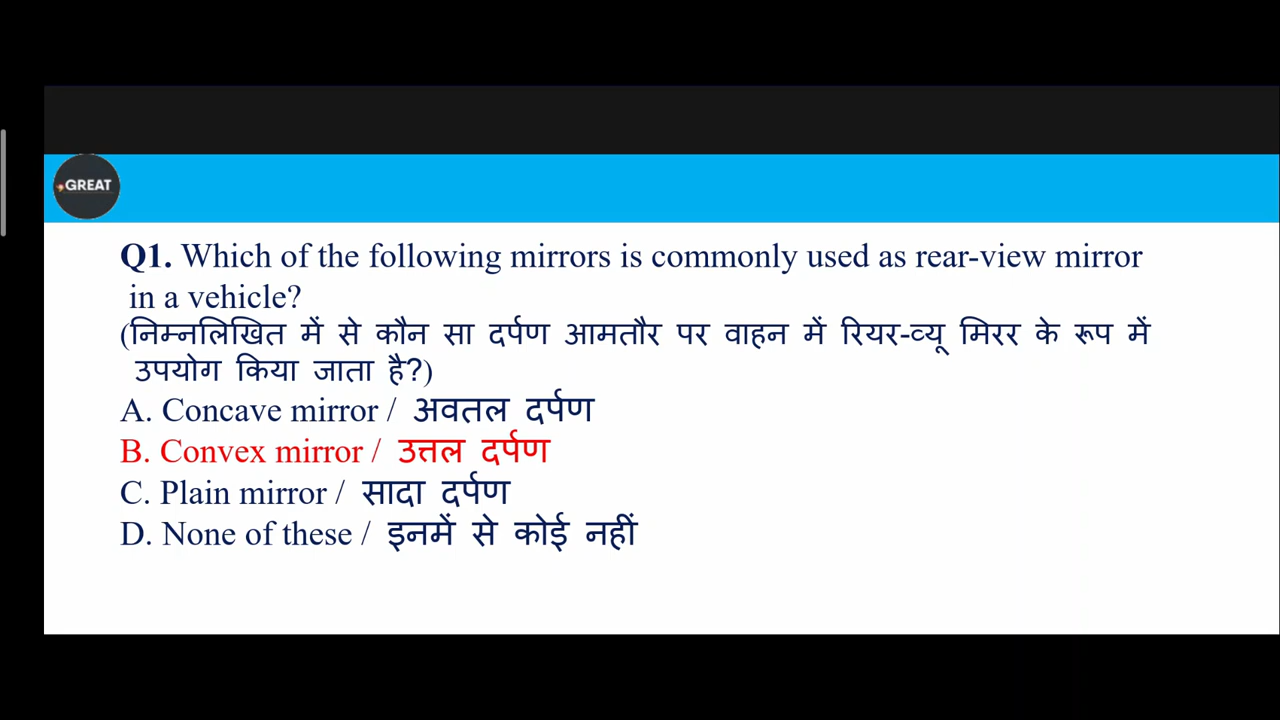 GREAT
Q1. Which of the following mirrors is commonly used as rear-view mirror
in a vehicle?
(निम्नलिखित में से कौन सा दर्पण आमतौर पर वाहन में रियर-व्यू मिरर के रूप में
उपयोग किया जाता है?)
A. Concave mirror / अवतल दर्पण
B. Convex mirror / उत्तल दर्पण
C. Plain mirror / सादा दर्पण
D. None of these / इनमें से कोई नहीं